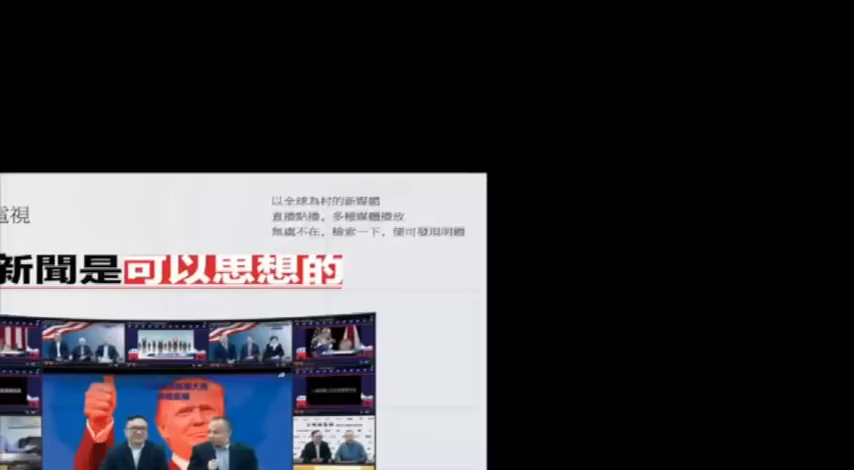 電視
以全球為村的新媒體
直播點播，多種媒體播放
無處不在，檢索一下，便可發現明鏡
新聞是可以思想的